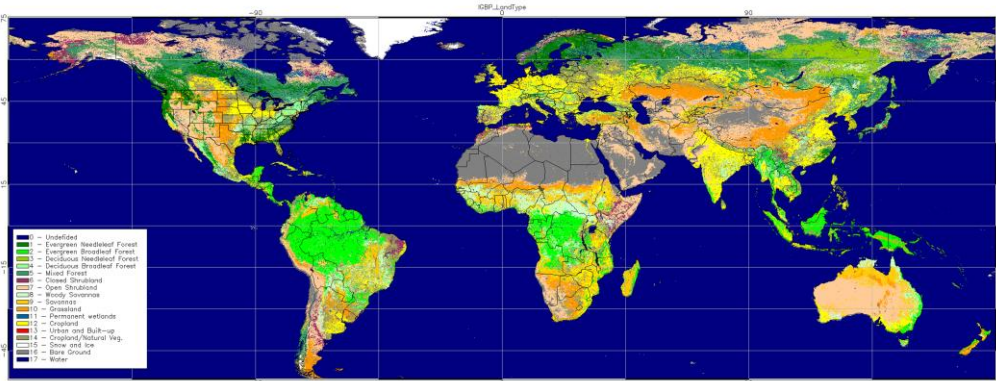 IGBP_LandType
-90
0
90
75
45
15
-15
-45
0 - Undefided
1 - Evergreen Needleleaf Forest
2 - Evergreen Broadleaf Forest
3 - Deciduous Needleleaf Forest
4 - Deciduous Broadleaf Forest
5 - Mixed Forest
6 - Closed Shrubland
7 - Open Shrubland
8 - Woody Savannas
9 - Savannas
10 - Grassland
11 - Permanent wetlands
12 - Cropland
13 - Urban and Built-up
14 - Cropland/Natural Veg.
15 - Snow and Ice
16 - Bare Ground
17 - Water